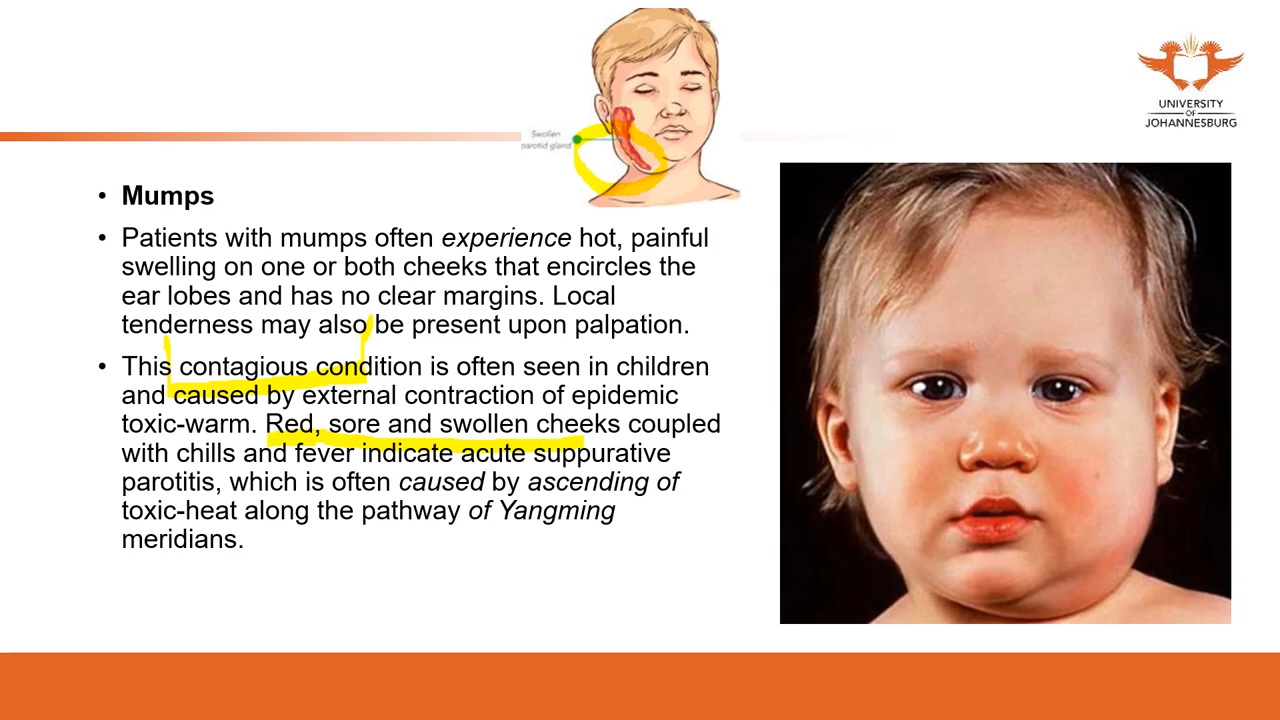 Swollen
parotid gland
UNIVERSITY
OF
JOHANNESBURG
• Mumps
• Patients with mumps often experience hot, painful
swelling on one or both cheeks that encircles the
ear lobes and has no clear margins. Local
tenderness may also be present upon palpation.
• This contagious condition is often seen in children
and caused by external contraction of epidemic
toxic-warm. Red, sore and swollen cheeks coupled
with chills and fever indicate acute suppurative
parotitis, which is often caused by ascending of
toxic-heat along the pathway of Yangming
meridians.